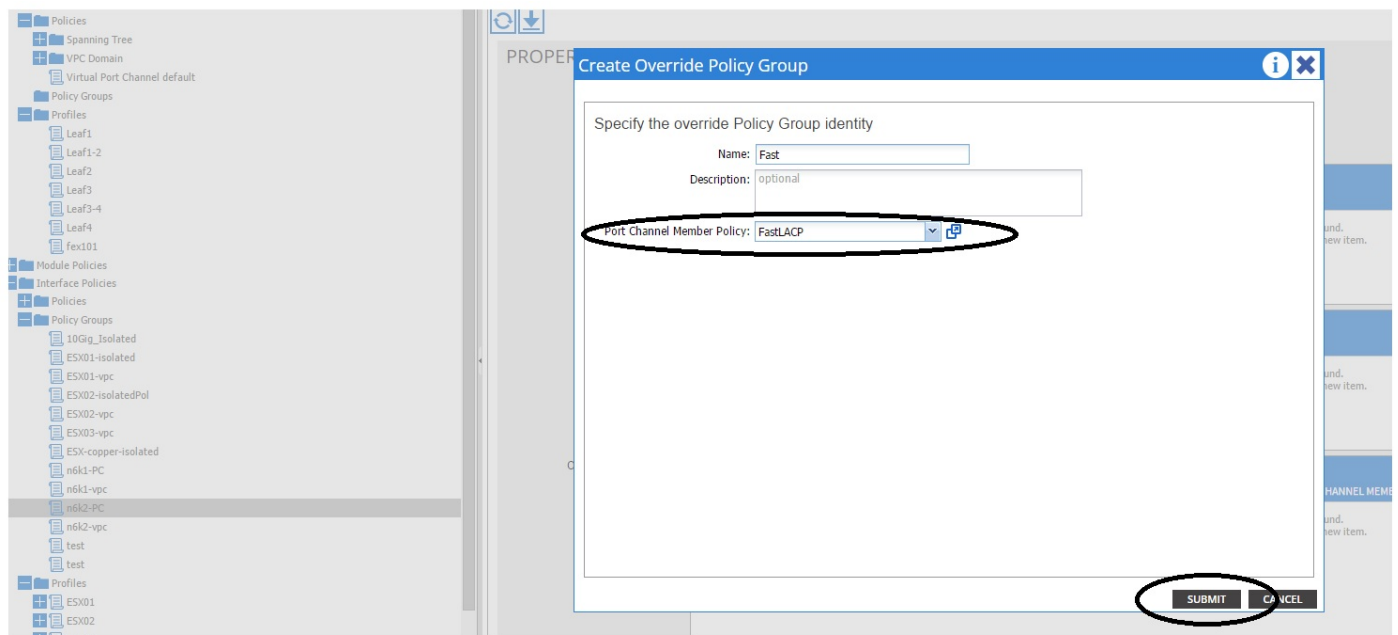 Policies
Spanning Tree
VPC Domain
Virtual Port Channel default
Policy Groups
Profiles
Leaf1
Leaf1-2
Leaf2
Leaf3
Leaf3-4
Leaf4
fex101
Module Policies
Interface Policies
Policies
Policy Groups
10Gig_Isolated
ESX01-isolated
ESX01-vpc
ESX02-isolatedPol
ESX02-vpc
ESX03-vpc
ESX-copper-isolated
n6k1-PC
n6k1-vpc
n6k2-PC
n6k2-vpc
test
test
Profiles
ESX01
ESX02
PROPER
Create Override Policy Group
i
Specify the override Policy Group identity
Name: Fast
Description: optional
Port Channel Member Policy: FastLACP
SUBMIT CANCEL
und.
new item.
und.
new item.
HANNEL MEMB
und.
new item.